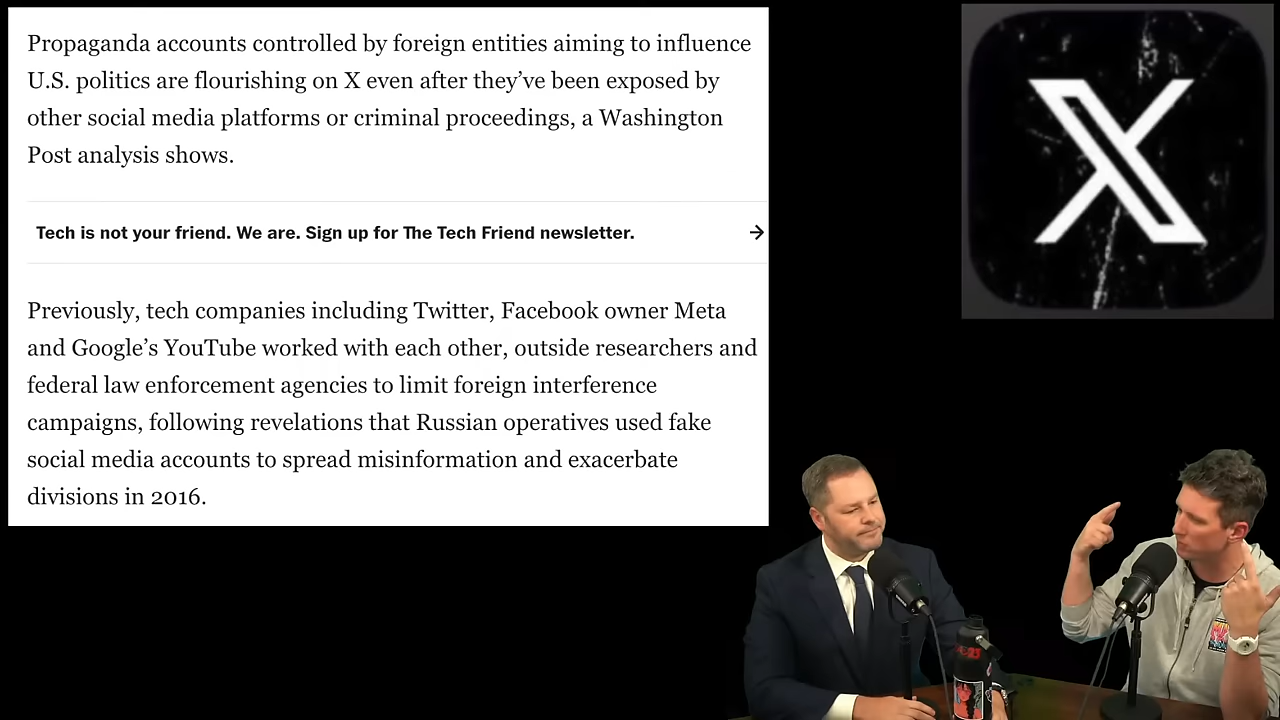 Propaganda accounts controlled by foreign entities aiming to influence
U.S. politics are flourishing on X even after they’ve been exposed by
other social media platforms or criminal proceedings, a Washington
Post analysis shows.
Tech is not your friend. We are. Sign up for The Tech Friend newsletter.
Previously, tech companies including Twitter, Facebook owner Meta
and Google’s YouTube worked with each other, outside researchers and
federal law enforcement agencies to limit foreign interference
campaigns, following revelations that Russian operatives used fake
social media accounts to spread misinformation and exacerbate
divisions in 2016.
X